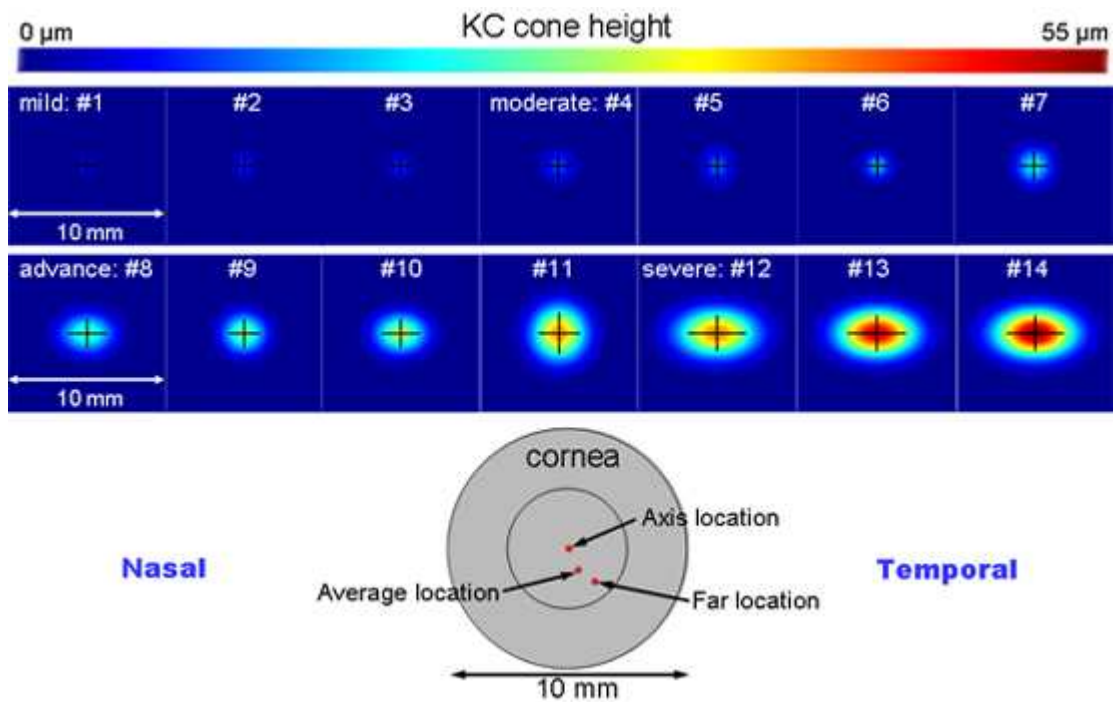 KC cone height
0 µm 55 µm
mild: #1 #2 #3 moderate: #4 #5 #6 #7
10 mm
advance: #8 #9 #10 #11 severe: #12 #13 #14
10 mm
cornea
Axis location
Nasal Temporal
Average location Far location
10 mm